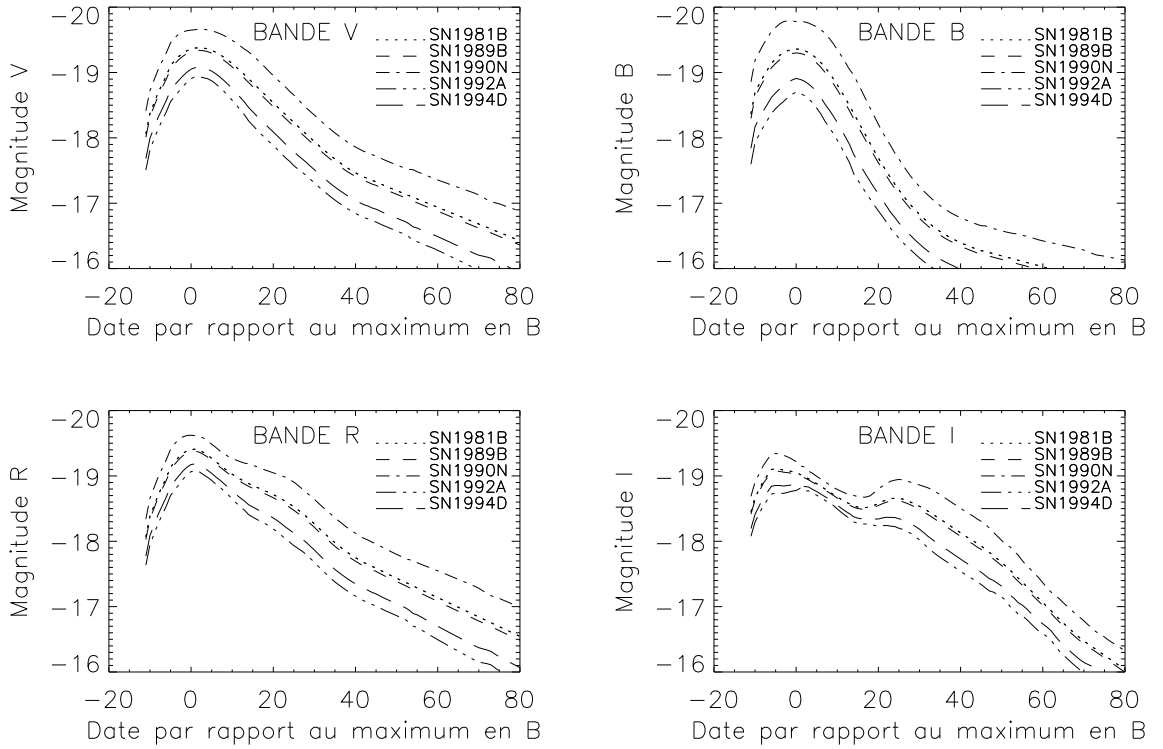 BANDE V
SN1981B
SN1989B
SN1990N
SN1992A
SN1994D
Magnitude V
-20
-19
-18
-17
-16
-20 0 20 40 60 80
Date par rapport au maximum en B
BANDE B
SN1981B
SN1989B
SN1990N
SN1992A
SN1994D
Magnitude B
-20
-19
-18
-17
-16
-20 0 20 40 60 80
Date par rapport au maximum en B
BANDE R
SN1981B
SN1989B
SN1990N
SN1992A
SN1994D
Magnitude R
-20
-19
-18
-17
-16
-20 0 20 40 60 80
Date par rapport au maximum en B
BANDE I
SN1981B
SN1989B
SN1990N
SN1992A
SN1994D
Magnitude I
-20
-19
-18
-17
-16
-20 0 20 40 60 80
Date par rapport au maximum en B